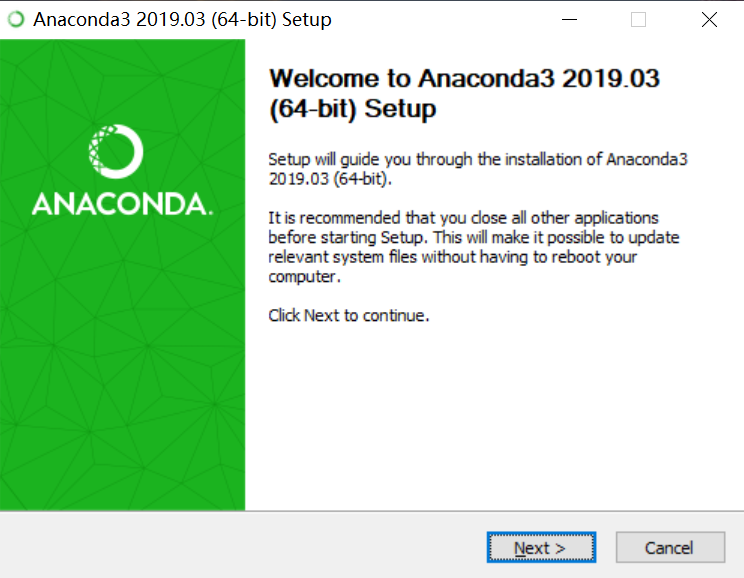 Anaconda3 2019.03 (64-bit) Setup
ANACONDA.
Welcome to Anaconda3 2019.03
(64-bit) Setup
Setup will guide you through the installation of Anaconda3
2019.03 (64-bit).
It is recommended that you close all other applications
before starting Setup. This will make it possible to update
relevant system files without having to reboot your
computer.
Click Next to continue.
Next >
Cancel